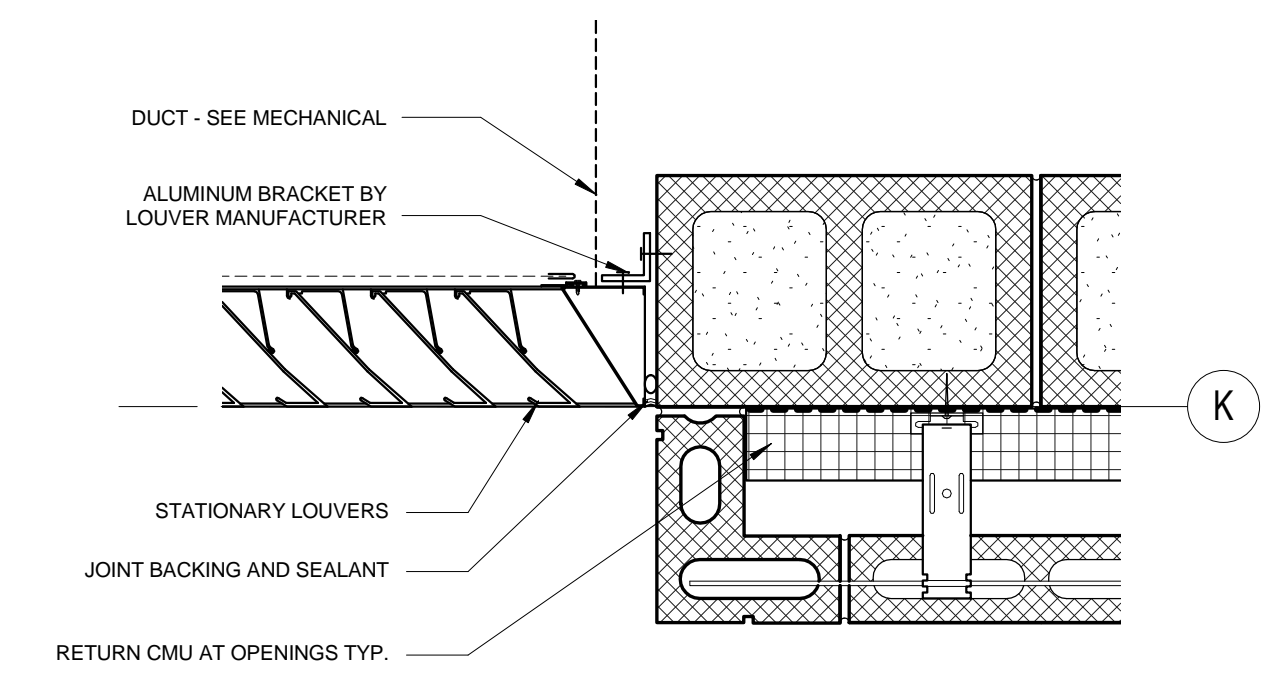 DUCT - SEE MECHANICAL
ALUMINUM BRACKET BY
LOUVER MANUFACTURER
K
STATIONARY LOUVERS
JOINT BACKING AND SEALANT
RETURN CMU AT OPENINGS TYP.